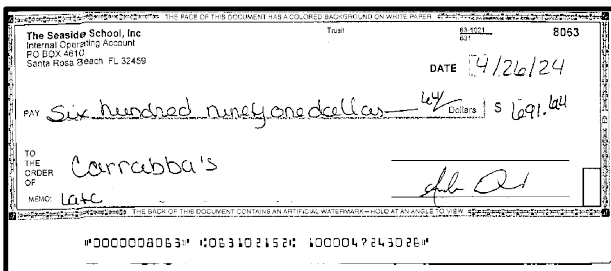 THE FACE OF THIS DOCUMENT HAS A COLORED BACKGROUND ON WHITE PAPER
The Seaside School, Inc Truist 63-1021 8063
Internal Operating Account 631
PO BOX 4610
Santa Rosa Beach FL 32459
DATE 4/26/24
PAY Six hundred ninety one dollars 64/ Dollars $ 691.64
TO
THE
ORDER Carrabba's
OF
MEMO:
THE BACK OF THIS DOCUMENT CONTAINS AN ARTIFICIAL WATERMARK—HOLD AT AN ANGLE TO VIEW
⑈0000008063⑈ ⑆063102152⑆ 1000047243026⑈